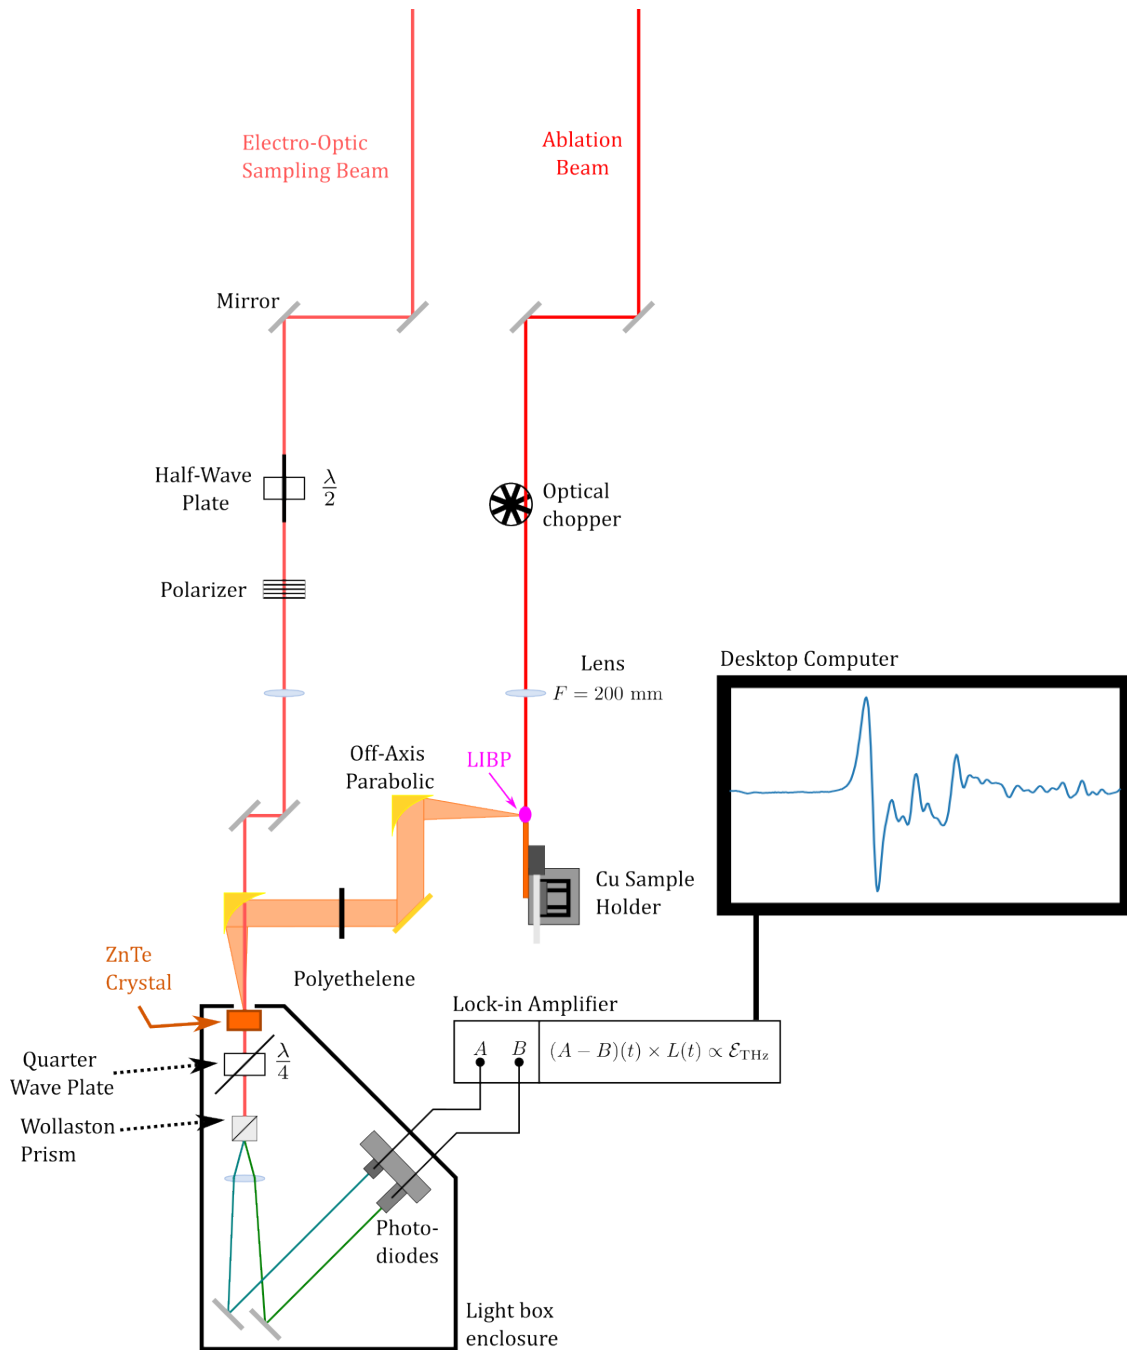 Electro-Optic
Sampling Beam
Ablation
Beam
Mirror
Half-Wave
Plate
λ/2
Optical
chopper
Polarizer
Lens
F = 200 mm
Desktop Computer
Off-Axis
Parabolic
LIBP
Cu Sample
Holder
ZnTe
Crystal
Polyethelene
Lock-in Amplifier
A B (A − B)(t) × L(t) ∝ ℰ_THz
Quarter
Wave Plate
λ/4
Wollaston
Prism
Photo-
diodes
Light box
enclosure